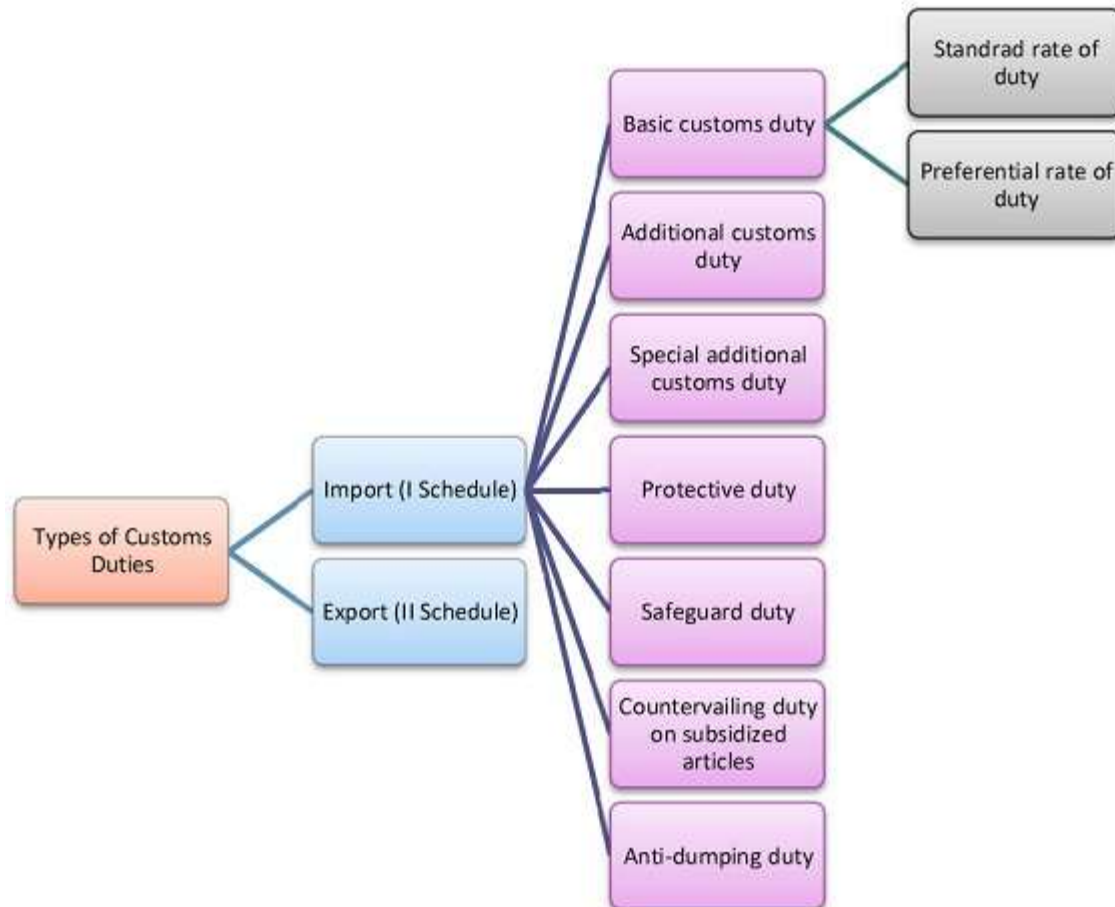 Types of Customs
Duties
Import (I Schedule)
Export (II Schedule)
Basic customs duty
Additional customs
duty
Special additional
customs duty
Protective duty
Safeguard duty
Countervailing duty
on subsidized
articles
Anti-dumping duty
Standrad rate of
duty
Preferential rate of
duty